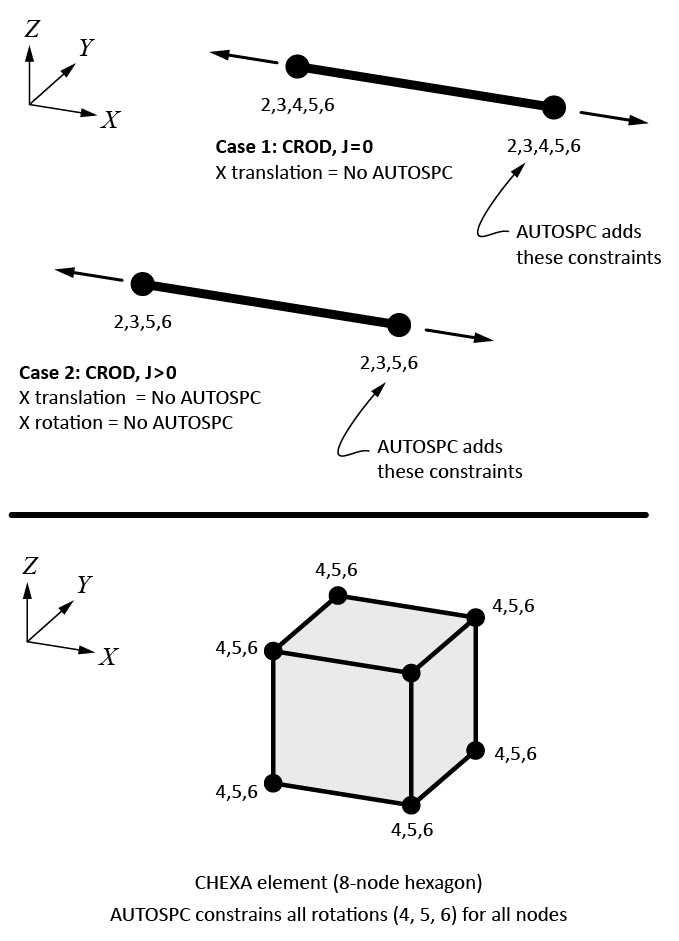 Z
Y
X
2,3,4,5,6
2,3,4,5,6
Case 1: CROD, J=0
X translation = No AUTOSPC
AUTOSPC adds
these constraints
2,3,5,6
2,3,5,6
Case 2: CROD, J>0
X translation = No AUTOSPC
X rotation = No AUTOSPC
AUTOSPC adds
these constraints
Z
Y
X
4,5,6
4,5,6
4,5,6
4,5,6
4,5,6
4,5,6
CHEXA element (8-node hexagon)
AUTOSPC constrains all rotations (4, 5, 6) for all nodes